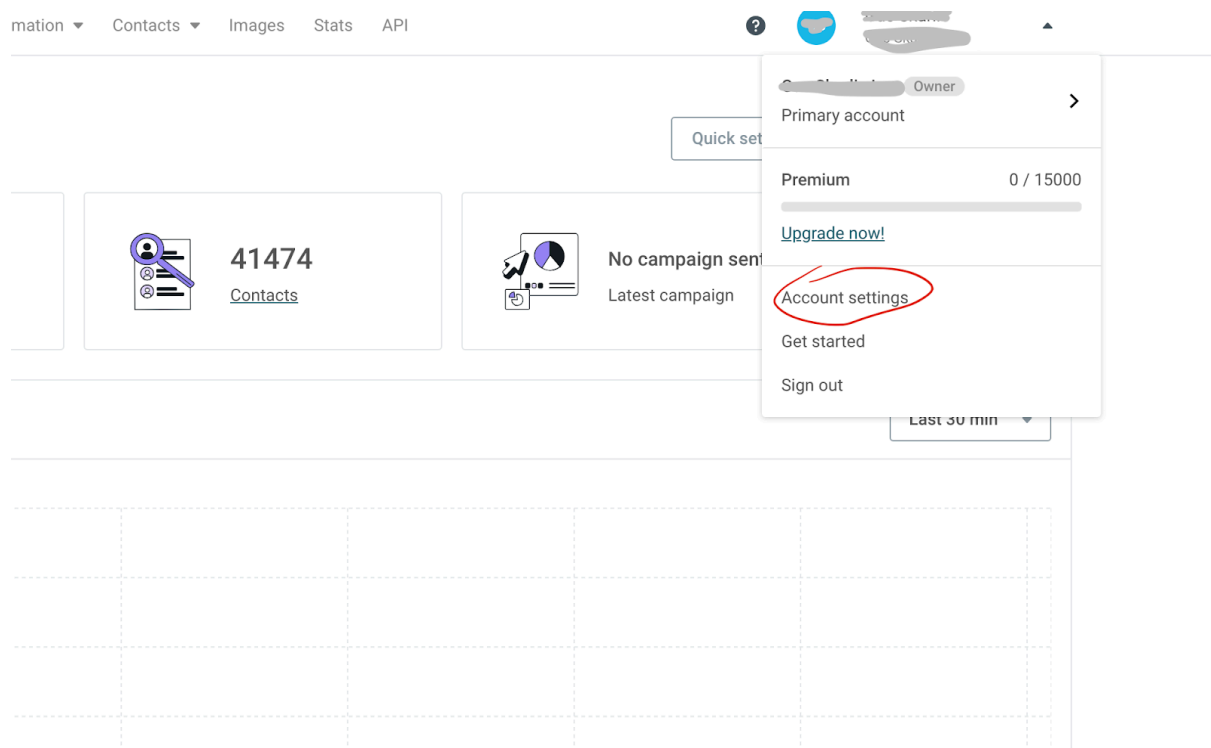 mation Contacts Images Stats API ?
Owner
Primary account
Quick set
Premium 0 / 15000
Upgrade now!
41474
Contacts
No campaign sent
Latest campaign
Account settings
Get started
Sign out
Last 30 min